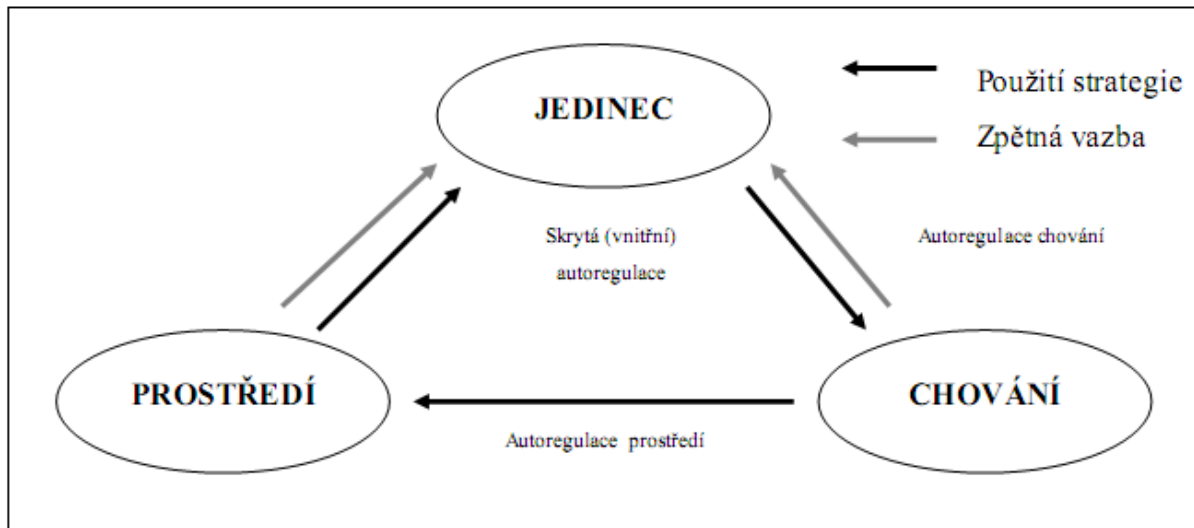 JEDINEC
Použití strategie
Zpětná vazba
Skrytá (vnitřní)
autoregulace
Autoregulace chování
PROSTŘEDÍ
CHOVÁNÍ
Autoregulace prostředí